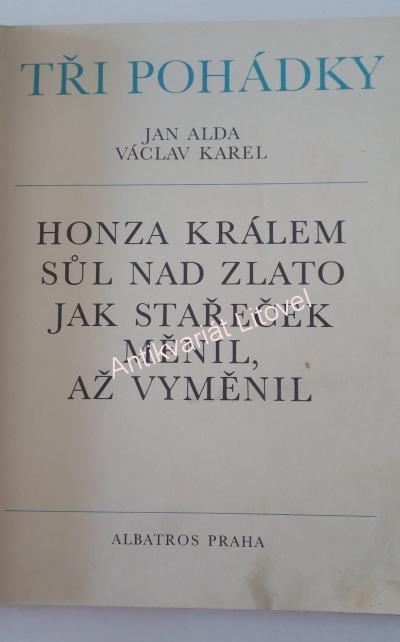 TŘI POHÁDKY
JAN ALDA
VÁCLAV KAREL
HONZA KRÁLEM
SŮL NAD ZLATO
JAK STAŘEČEK
MĚNIL,
AŽ VYMĚNIL
Antikvariát Litovel
ALBATROS PRAHA